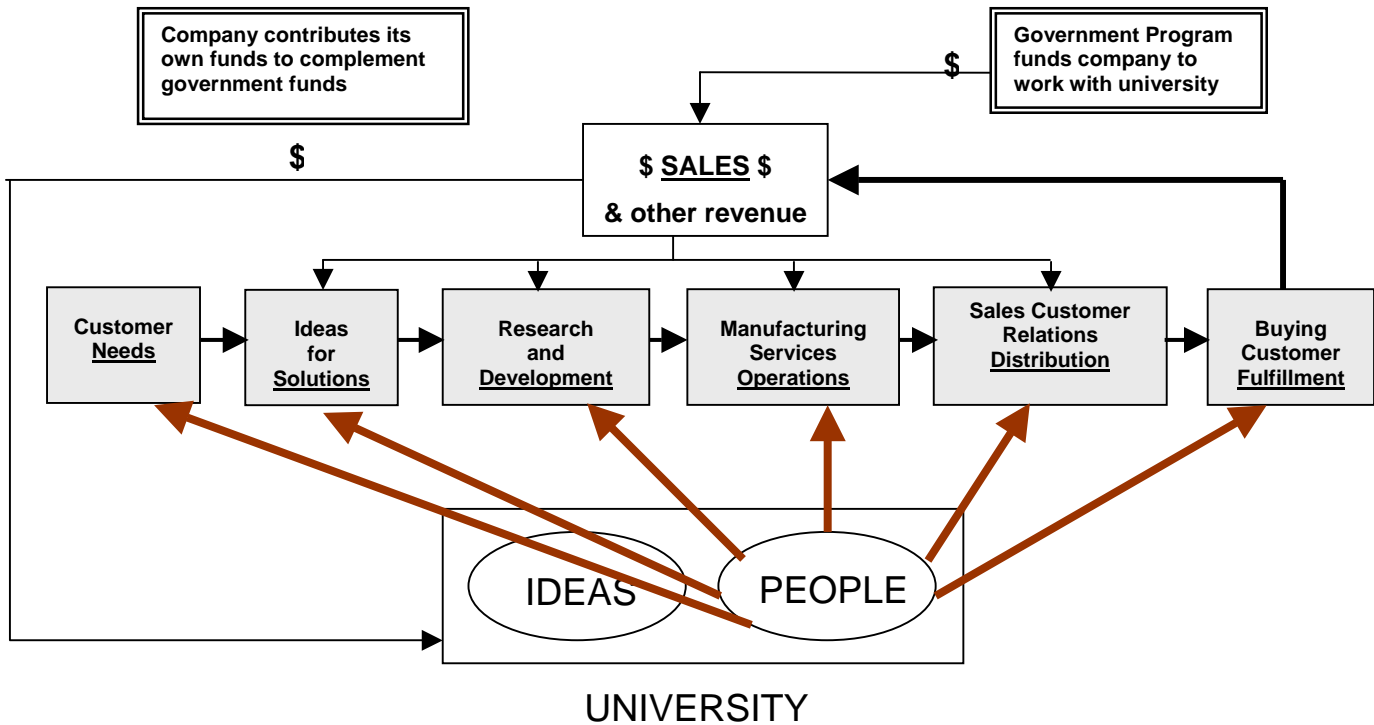 Company contributes its
own funds to complement
government funds
Government Program
funds company to
work with university
$
$
$ SALES $
& other revenue
Customer
Needs
Ideas
for
Solutions
Research
and
Development
Manufacturing
Services
Operations
Sales Customer
Relations
Distribution
Buying
Customer
Fulfillment
IDEAS
PEOPLE
UNIVERSITY